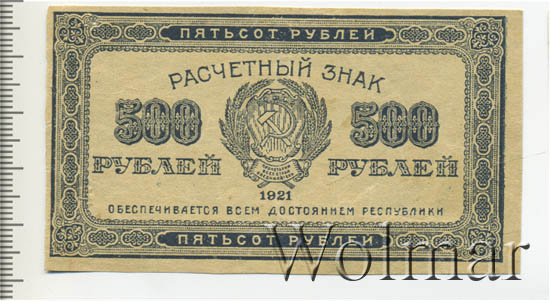 ПЯТЬСОТ РУБЛЕЙ
РАСЧЕТНЫЙ ЗНАК
500 500
РУБЛЕЙ РУБЛЕЙ
1921
ОБЕСПЕЧИВАЕТСЯ ВСЕМ ДОСТОЯНИЕМ РЕСПУБЛИКИ
ПЯТЬСОТ РУБЛЕЙ
Wolmar